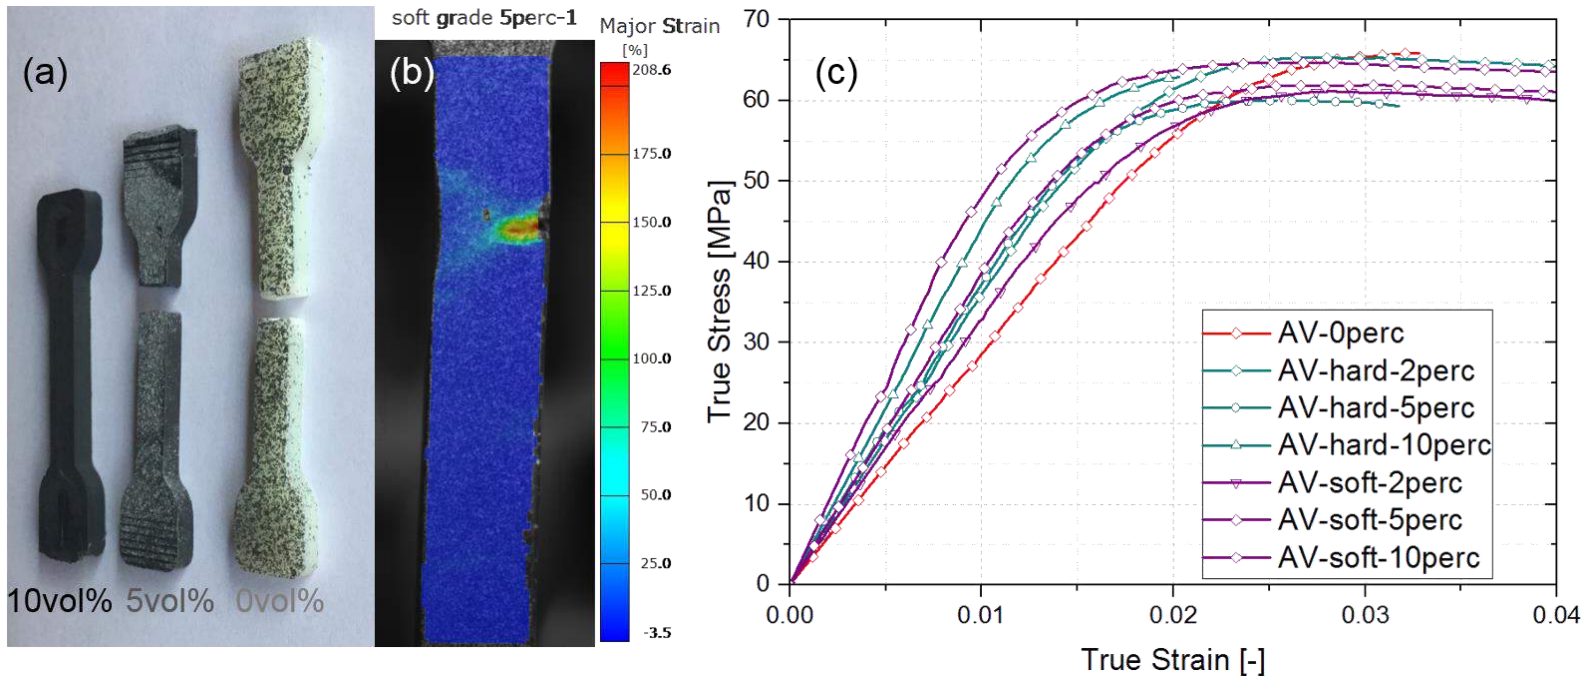 (a)
10vol%
5vol%
0vol%
soft grade 5perc-1
(b)
Major Strain
[%]
208.6
175.0
150.0
125.0
100.0
75.0
50.0
25.0
-3.5
(c)
True Stress [MPa]
70
60
50
40
30
20
10
0
0.00
0.01
0.02
0.03
0.04
True Strain [-]
AV-0perc
AV-hard-2perc
AV-hard-5perc
AV-hard-10perc
AV-soft-2perc
AV-soft-5perc
AV-soft-10perc